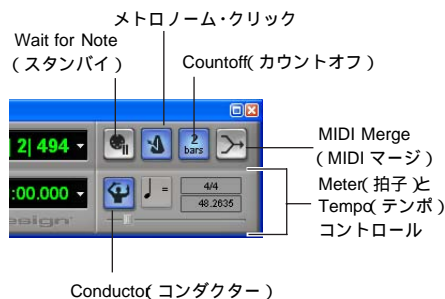 メトロノーム・クリック
Wait for Note
（スタンバイ）
Countoff（カウントオフ）
2| 494
2
bars
MIDI Merge
（MIDI マージ）
:00.000
=
4/4
48.2635
Meter（拍子）と
Tempo（テンポ）
コントロール
design
Conductor（コンダクター）